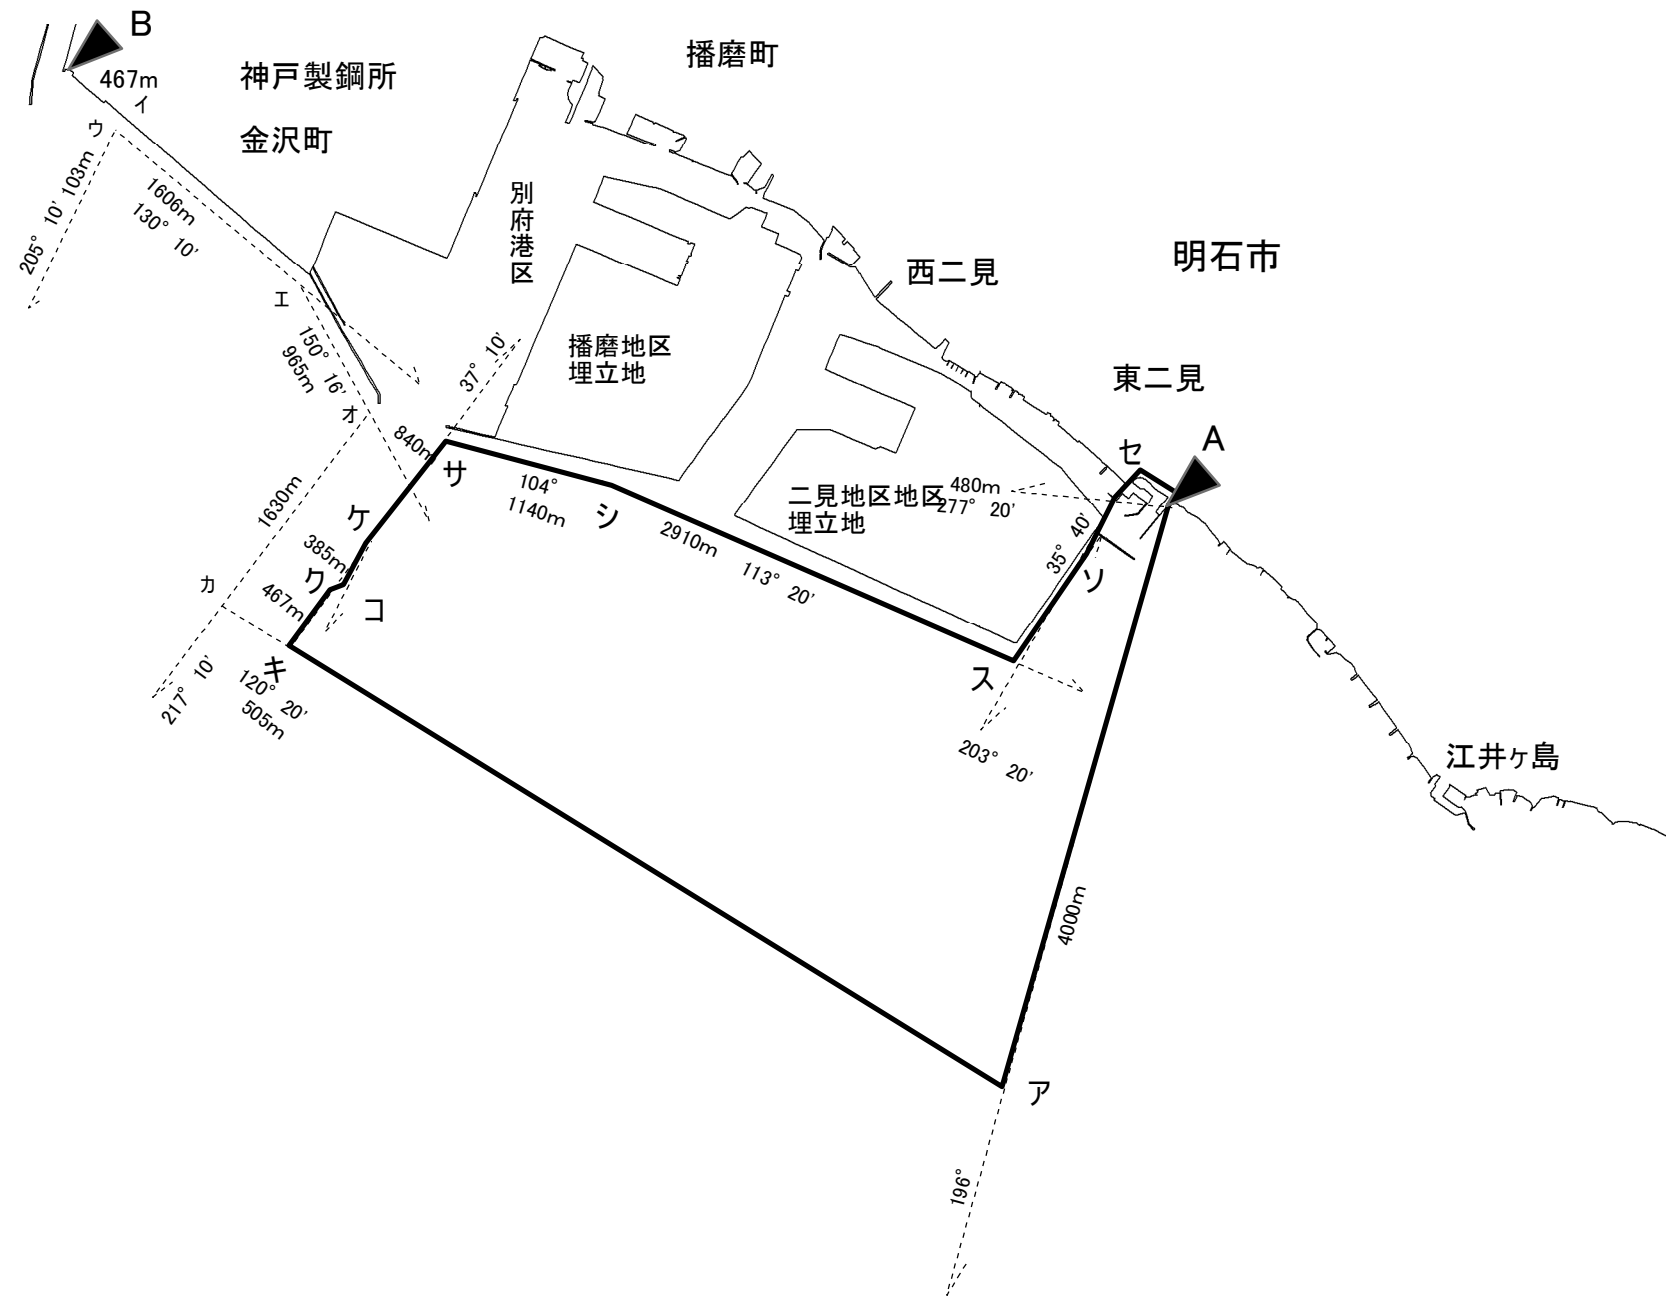 B
467m
イ
ウ
神戸製鋼所
金沢町
播磨町
205° 10′ 103m
1606m
130° 10′
別府港区
西二見
明石市
エ
150° 16′
965m
37° 10′
播磨地区
埋立地
東二見
オ
840m
サ
セ
A
104°
1140m
シ
2910m
113° 20′
二見地区地区
埋立地
480m
277° 20′
35° 40′
ソ
1630m
ケ
385m
ク
467m
カ
コ
キ
217° 10′
120° 20′
505m
ス
203° 20′
江井ヶ島
4000m
ア
196°